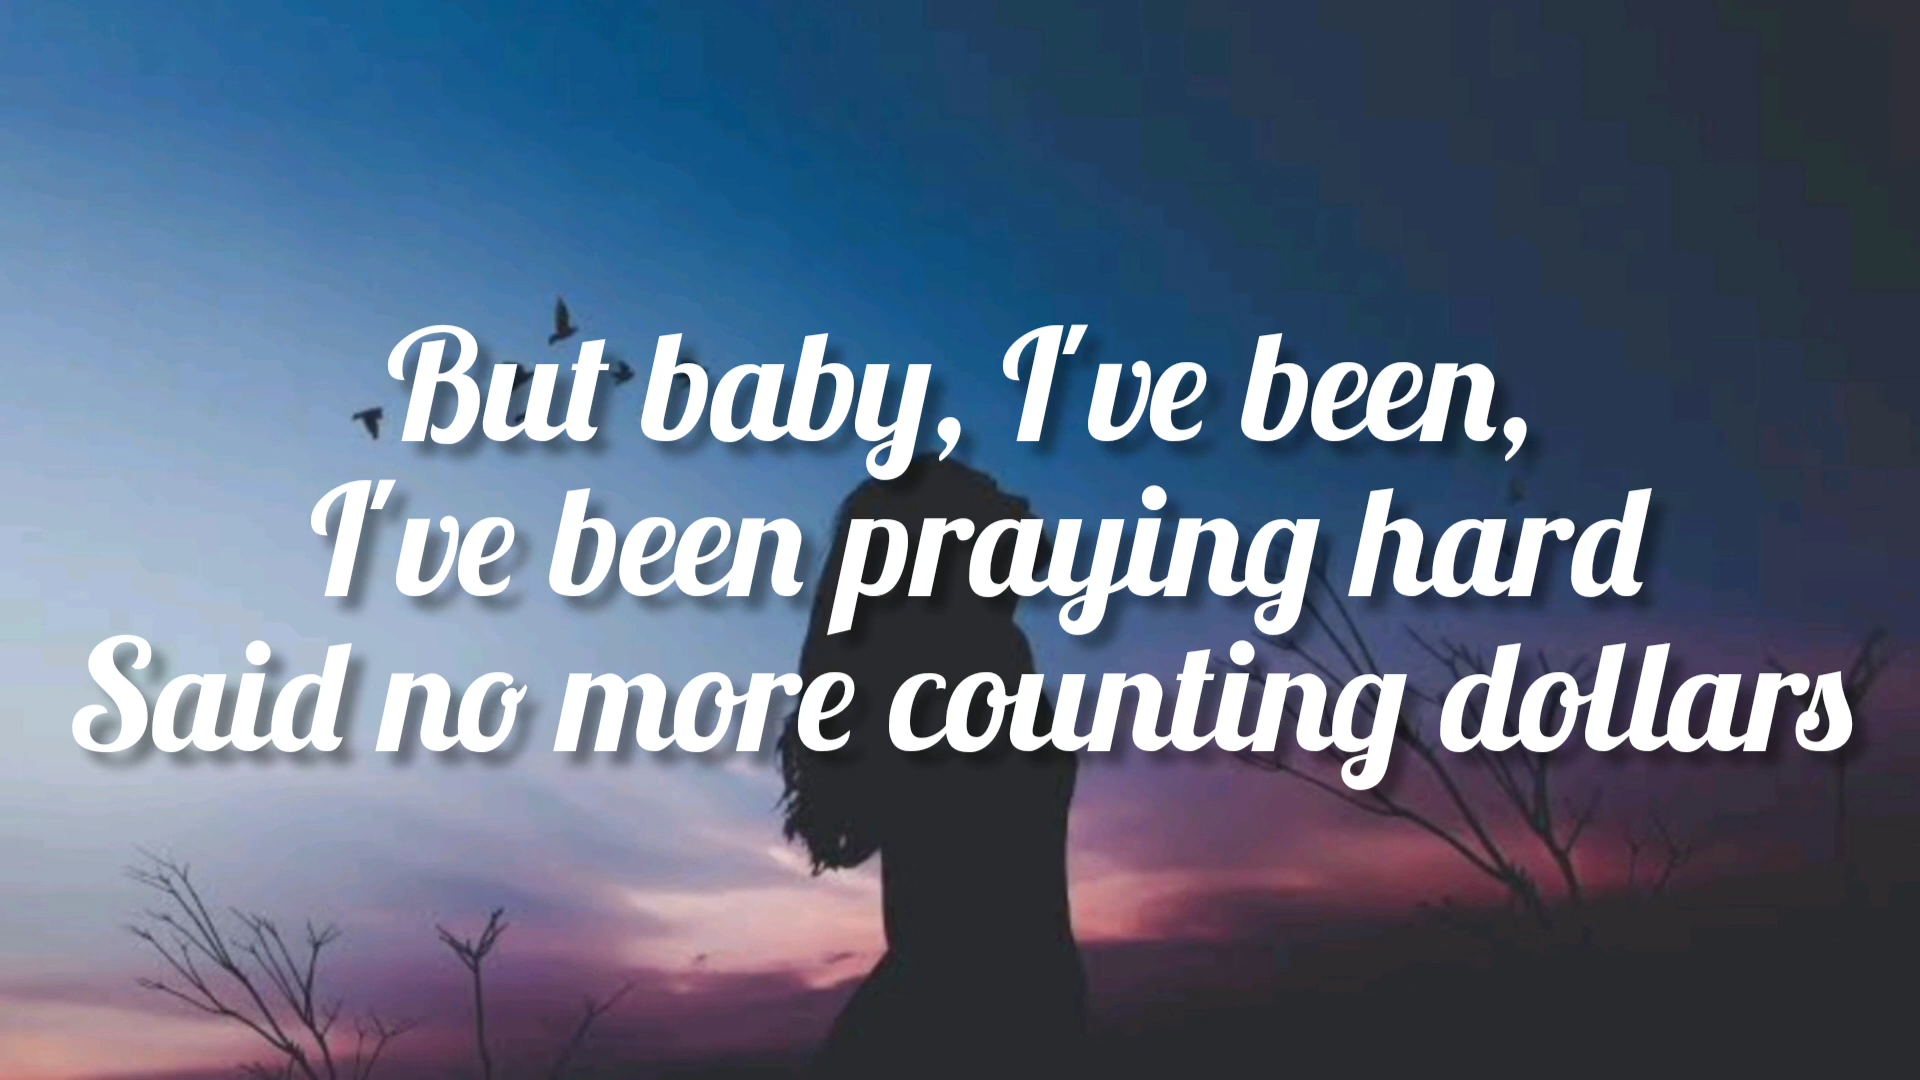 But baby, I've been,
I've been praying hard
Said no more counting dollars